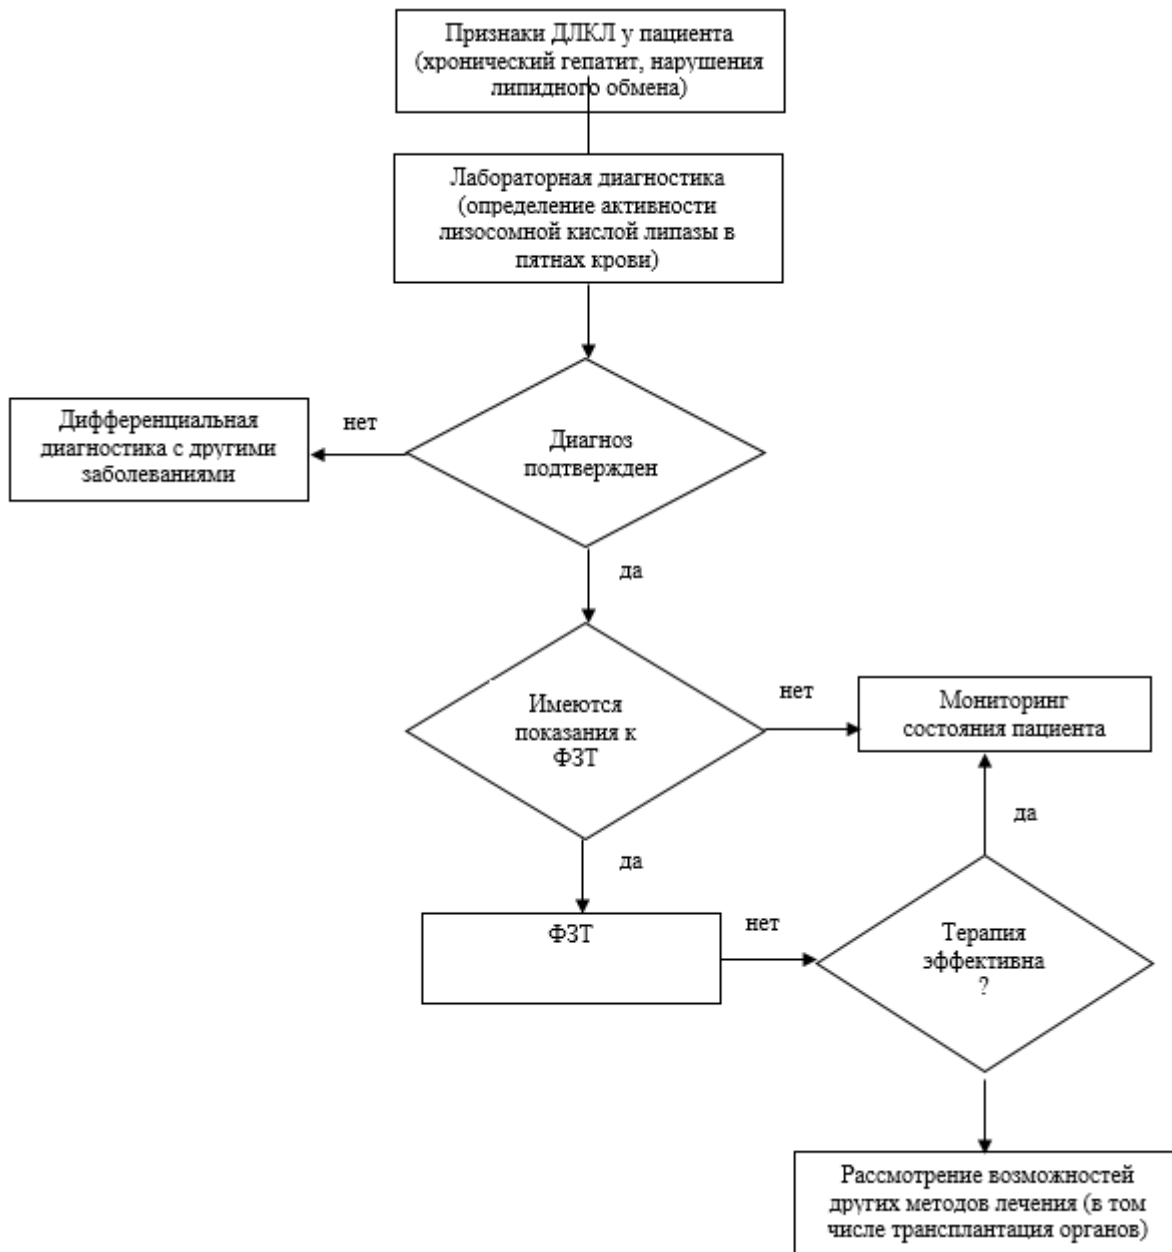 Признаки ДЛКЛ у пациента
(хронический гепатит, нарушения
липидного обмена)
Лабораторная диагностика
(определение активности
лизосомной кислой липазы в
пятнах крови)
Дифференциальная
диагностика с другими
заболеваниями
нет
Диагноз
подтвержден
да
Имеются
показания к
ФЗТ
нет
Мониторинг
состояния пациента
да
да
ФЗТ
нет
Терапия
эффективна
?
Рассмотрение возможностей
других методов лечения (в том
числе трансплантация органов)